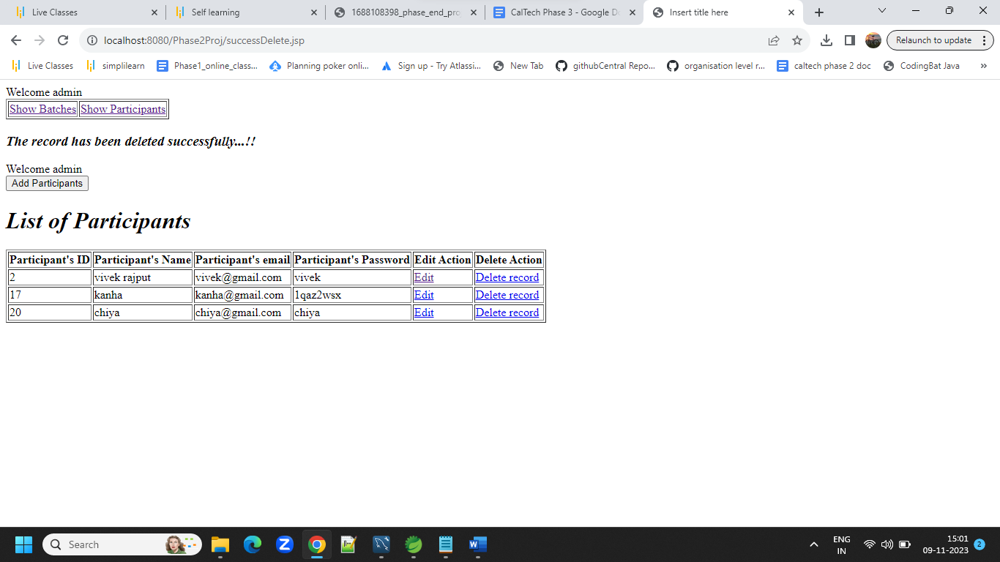 Live Classes
Self learning
1688108398_phase_end_pro
CalTech Phase 3 - Google Do
Insert title here
localhost:8080/Phase2Proj/successDelete.jsp
Relaunch to update
Live Classes
simplilearn
Phase1_online_class...
Planning poker onli...
Sign up - Try Atlassi...
New Tab
githubCentral Repo...
organisation level r...
caltech phase 2 doc
CodingBat Java
»
Welcome admin
Show Batches Show Participants
The record has been deleted successfully...!!
Welcome admin
Add Participants
List of Participants
Participant's ID Participant's Name Participant's email Participant's Password Edit Action Delete Action
2 vivek rajput vivek@gmail.com vivek Edit Delete record
17 kanha kanha@gmail.com 1qaz2wsx Edit Delete record
20 chiya chiya@gmail.com chiya Edit Delete record
Search
ENG
IN
15:01
09-11-2023
2